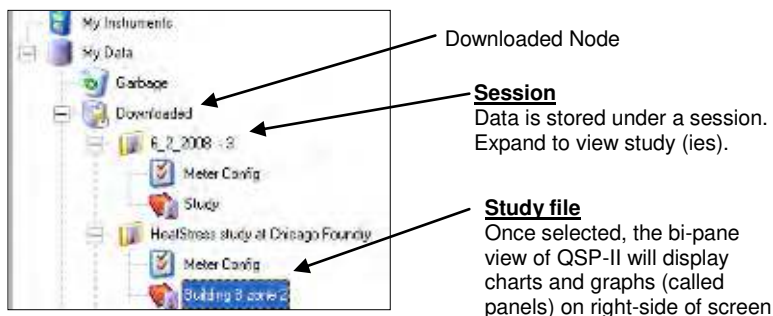 My Instruments
My Data
Garbage
Downloaded
6_2_2008 - 3
Meter Config
Study
HeatStress study at Chicago Foundry
Meter Config
Building B zone 2
Downloaded Node
Session
Data is stored under a session.
Expand to view study (ies).
Study file
Once selected, the bi-pane
view of QSP-II will display
charts and graphs (called
panels) on right-side of screen